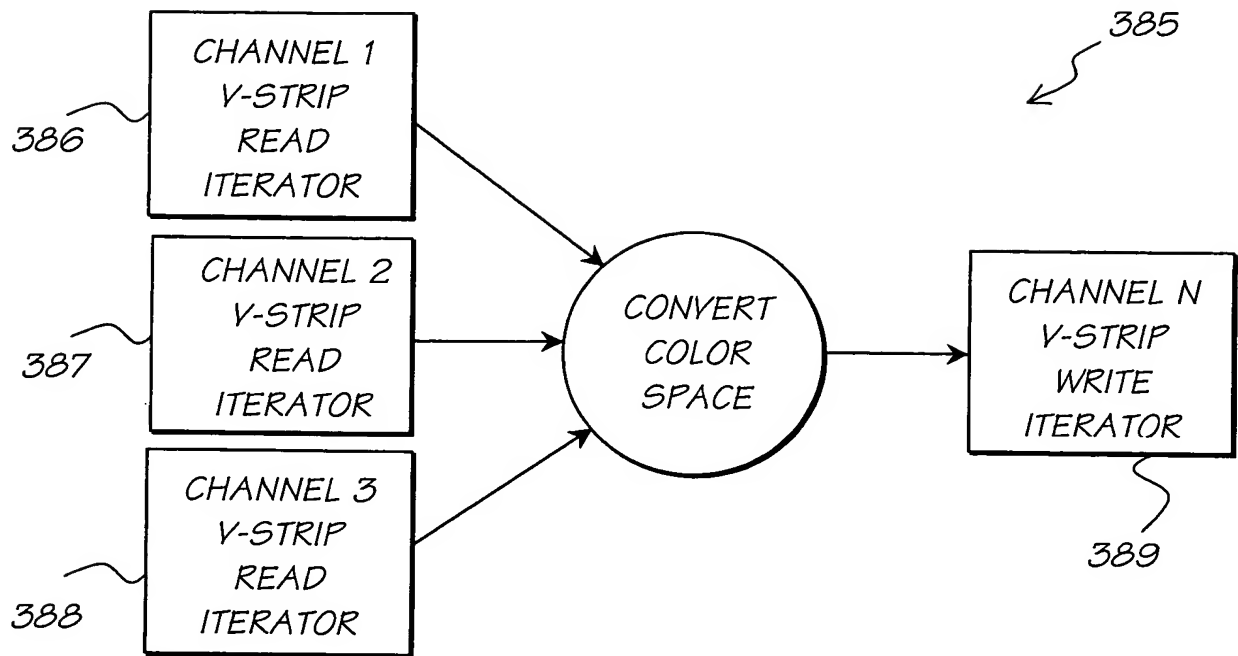 385
CHANNEL 1
V-STRIP
READ
ITERATOR
386
CHANNEL 2
V-STRIP
READ
ITERATOR
387
CHANNEL 3
V-STRIP
READ
ITERATOR
388
CONVERT
COLOR
SPACE
CHANNEL N
V-STRIP
WRITE
ITERATOR
389